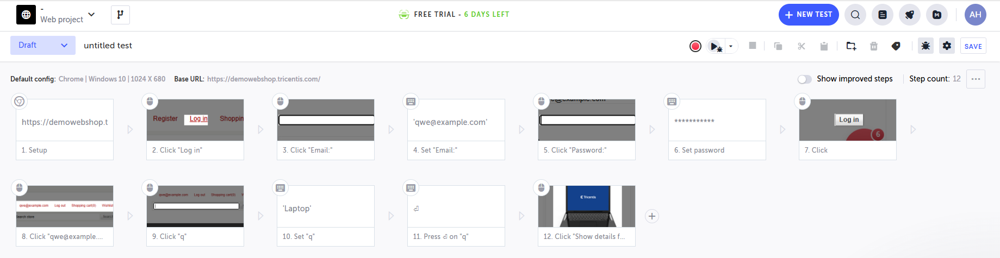 -
Web project
FREE TRIAL - 6 DAYS LEFT
NEW TEST
M
AH
Draft
untitled test
SAVE
Default config: Chrome | Windows 10 | 1024 X 680 Base URL: https://demowebshop.tricentis.com/
Show improved steps
Step count: 12
https://demowebshop.t
1. Setup
Register Log in Shoppin
2. Click "Log in"
3. Click "Email:"
'qwe@example.com'
4. Set "Email:"
e@example.com
5. Click "Password:"
***********
6. Set password
Log in
6
7. Click
qwe@example.com Log out Shopping cart(0) Wishlist
Search store Search
8. Click "qwe@example....
qwe@example.com Log out Shopping cart(0) W
9. Click "q"
'Laptop'
10. Set "q"
⏎
11. Press ⏎ on "q"
Tricentis
12. Click "Show details f...